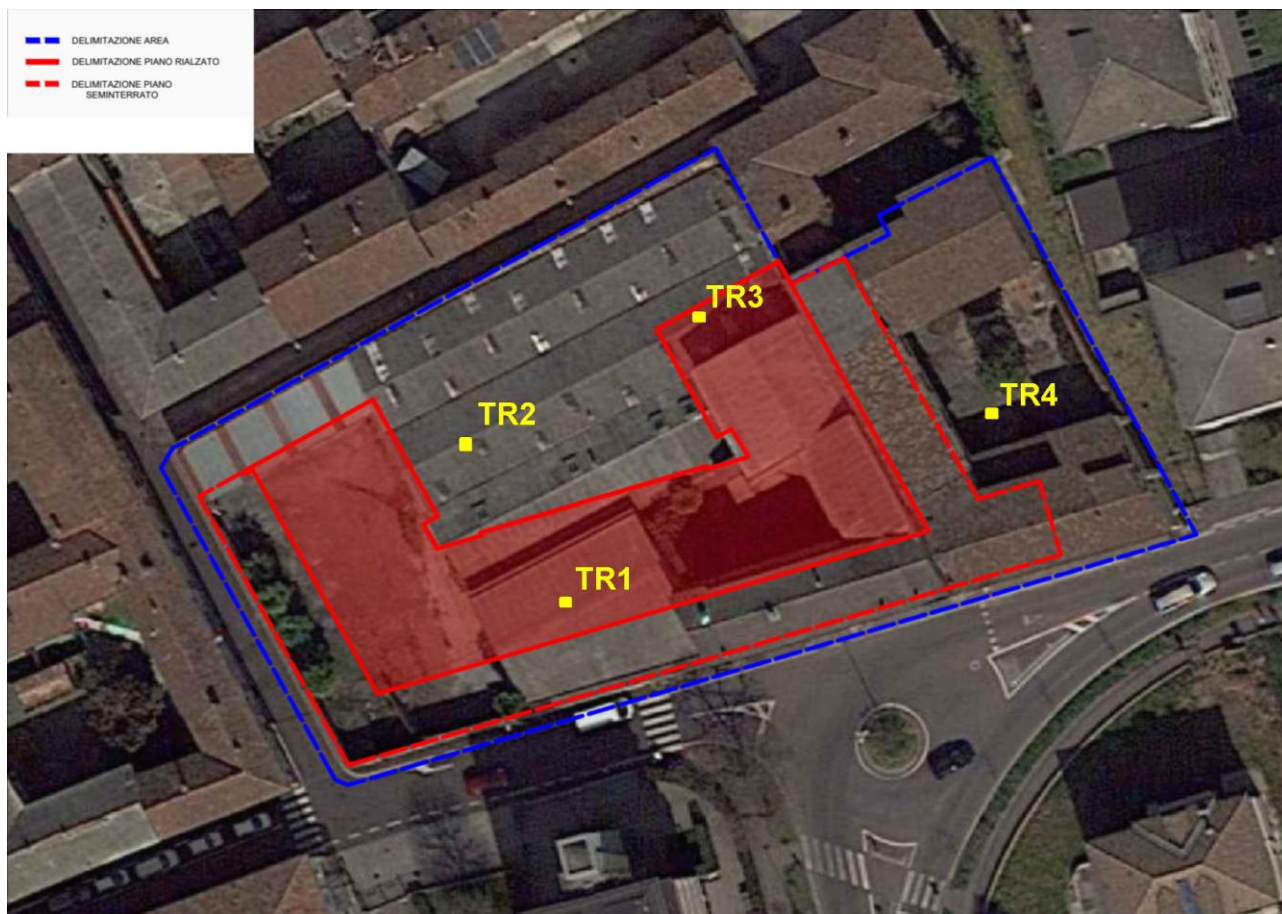 DELIMITAZIONE AREA
DELIMITAZIONE PIANO RIALZATO
DELIMITAZIONE PIANO
SEMINTERRATO
TR3
TR4
TR2
TR1